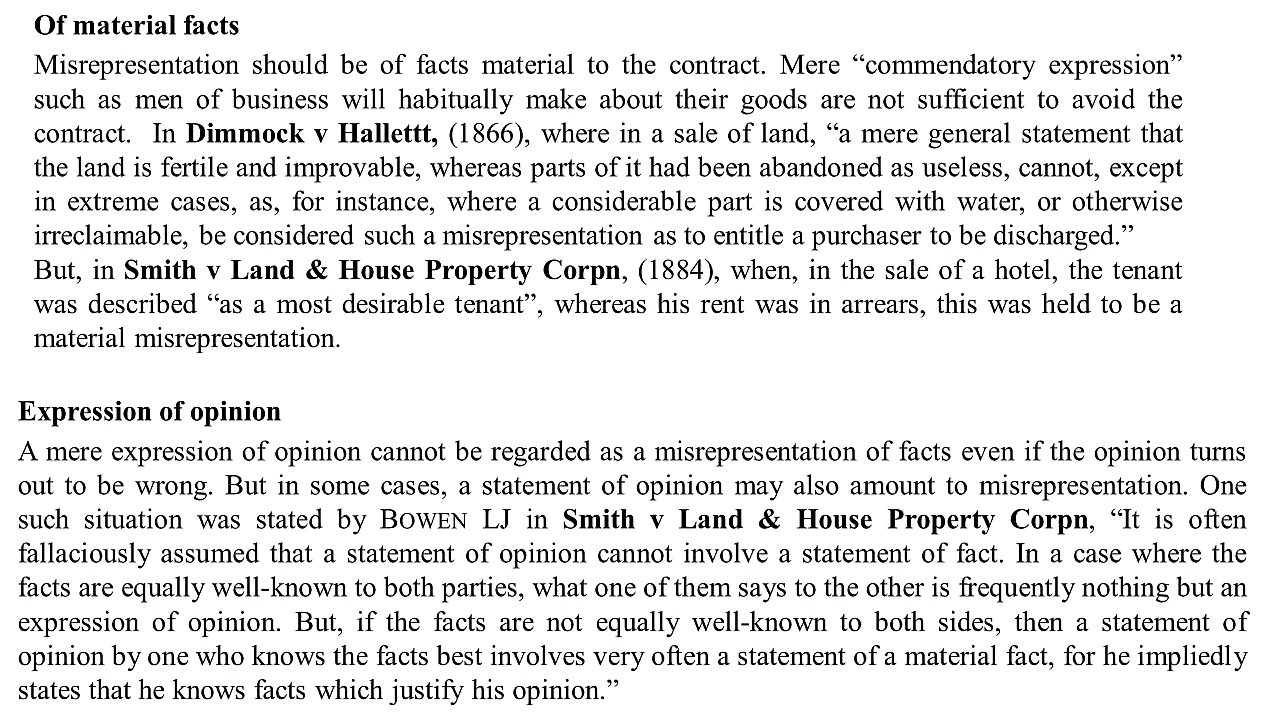 Of material facts
Misrepresentation should be of facts material to the contract. Mere “commendatory expression”
such as men of business will habitually make about their goods are not sufficient to avoid the
contract.  In Dimmock v Hallettt, (1866), where in a sale of land, “a mere general statement that
the land is fertile and improvable, whereas parts of it had been abandoned as useless, cannot, except
in extreme cases, as, for instance, where a considerable part is covered with water, or otherwise
irreclaimable, be considered such a misrepresentation as to entitle a purchaser to be discharged.”
But, in Smith v Land & House Property Corpn, (1884), when, in the sale of a hotel, the tenant
was described “as a most desirable tenant”, whereas his rent was in arrears, this was held to be a
material misrepresentation.
Expression of opinion
A mere expression of opinion cannot be regarded as a misrepresentation of facts even if the opinion turns
out to be wrong. But in some cases, a statement of opinion may also amount to misrepresentation. One
such situation was stated by BOWEN LJ in Smith v Land & House Property Corpn, “It is often
fallaciously assumed that a statement of opinion cannot involve a statement of fact. In a case where the
facts are equally well-known to both parties, what one of them says to the other is frequently nothing but an
expression of opinion. But, if the facts are not equally well-known to both sides, then a statement of
opinion by one who knows the facts best involves very often a statement of a material fact, for he impliedly
states that he knows facts which justify his opinion.”